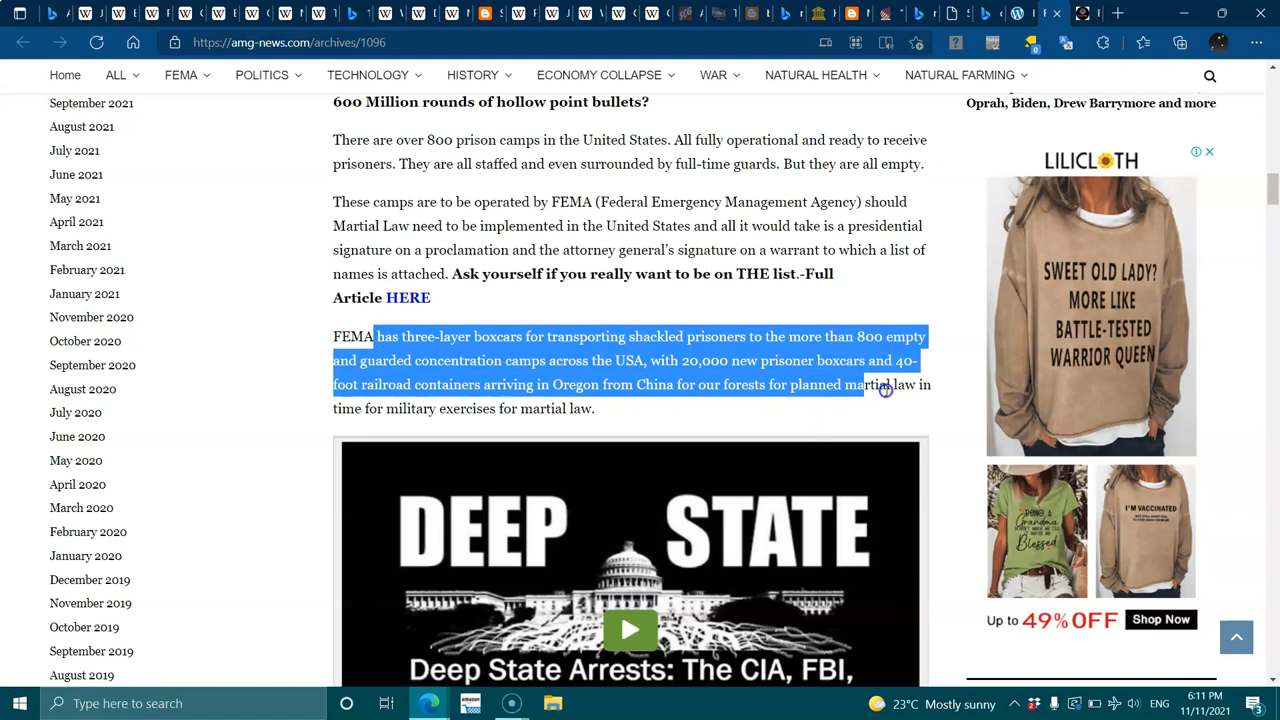 https://amg-news.com/archives/1096
Home ALL FEMA POLITICS TECHNOLOGY HISTORY ECONOMY COLLAPSE WAR NATURAL HEALTH NATURAL FARMING
September 2021
August 2021
July 2021
June 2021
May 2021
April 2021
March 2021
February 2021
January 2021
November 2020
October 2020
September 2020
August 2020
July 2020
June 2020
May 2020
April 2020
March 2020
February 2020
January 2020
December 2019
November 2019
October 2019
September 2019
August 2019
600 Million rounds of hollow point bullets?
There are over 800 prison camps in the United States. All fully operational and ready to receive
prisoners. They are all staffed and even surrounded by full-time guards. But they are all empty.
These camps are to be operated by FEMA (Federal Emergency Management Agency) should
Martial Law need to be implemented in the United States and all it would take is a presidential
signature on a proclamation and the attorney general's signature on a warrant to which a list of
names is attached. Ask yourself if you really want to be on THE list.-Full
Article HERE
FEMA has three-layer boxcars for transporting shackled prisoners to the more than 800 empty
and guarded concentration camps across the USA, with 20,000 new prisoner boxcars and 40-
foot railroad containers arriving in Oregon from China for our forests for planned martial law in
time for military exercises for martial law.
DEEP STATE
Deep State Arrests: The CIA, FBI,
Oprah, Biden, Drew Barrymore and more
LILICLOTH
SWEET OLD LADY?
MORE LIKE
BATTLE-TESTED
WARRIOR QUEEN
BEING A
Grandma
Blessed
I'M VACCINATED
Up to 49% OFF Shop Now
Type here to search
amazon
23°C Mostly sunny
ENG
6:11 PM
11/11/2021
3